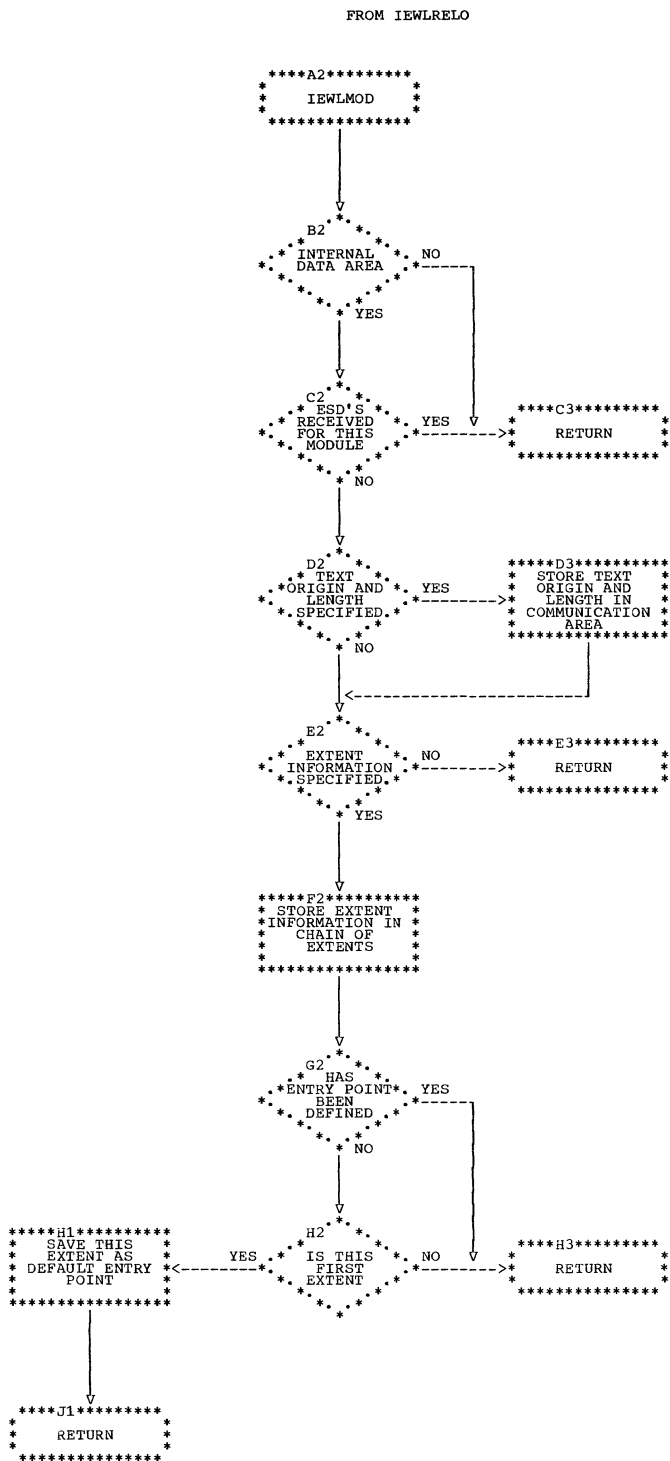 FROM IEWLRELO
A2
IEWLMOD
B2
INTERNAL
DATA AREA
NO
YES
C2
ESD'S
RECEIVED
FOR THIS
MODULE
YES
NO
C3
RETURN
D2
TEXT
ORIGIN AND
LENGTH
SPECIFIED
YES
NO
D3
STORE TEXT
ORIGIN AND
LENGTH IN
COMMUNICATION
AREA
E2
EXTENT
INFORMATION
SPECIFIED
NO
YES
E3
RETURN
F2
STORE EXTENT
INFORMATION IN
CHAIN OF
EXTENTS
G2
HAS
ENTRY POINT
BEEN
DEFINED
YES
NO
H1
SAVE THIS
EXTENT AS
DEFAULT ENTRY
POINT
YES
H2
IS THIS
FIRST
EXTENT
NO
H3
RETURN
J1
RETURN